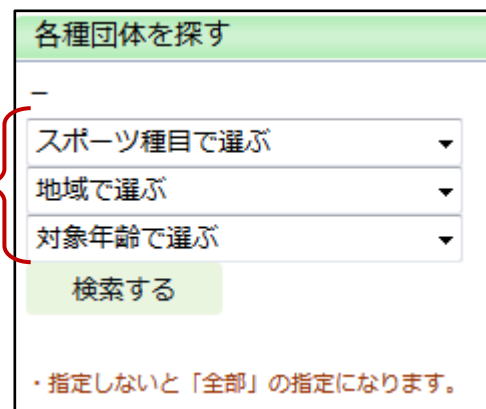 各種団体を探す
–
スポーツ種目で選ぶ
地域で選ぶ
対象年齢で選ぶ
検索する
・指定しないと「全部」の指定になります。